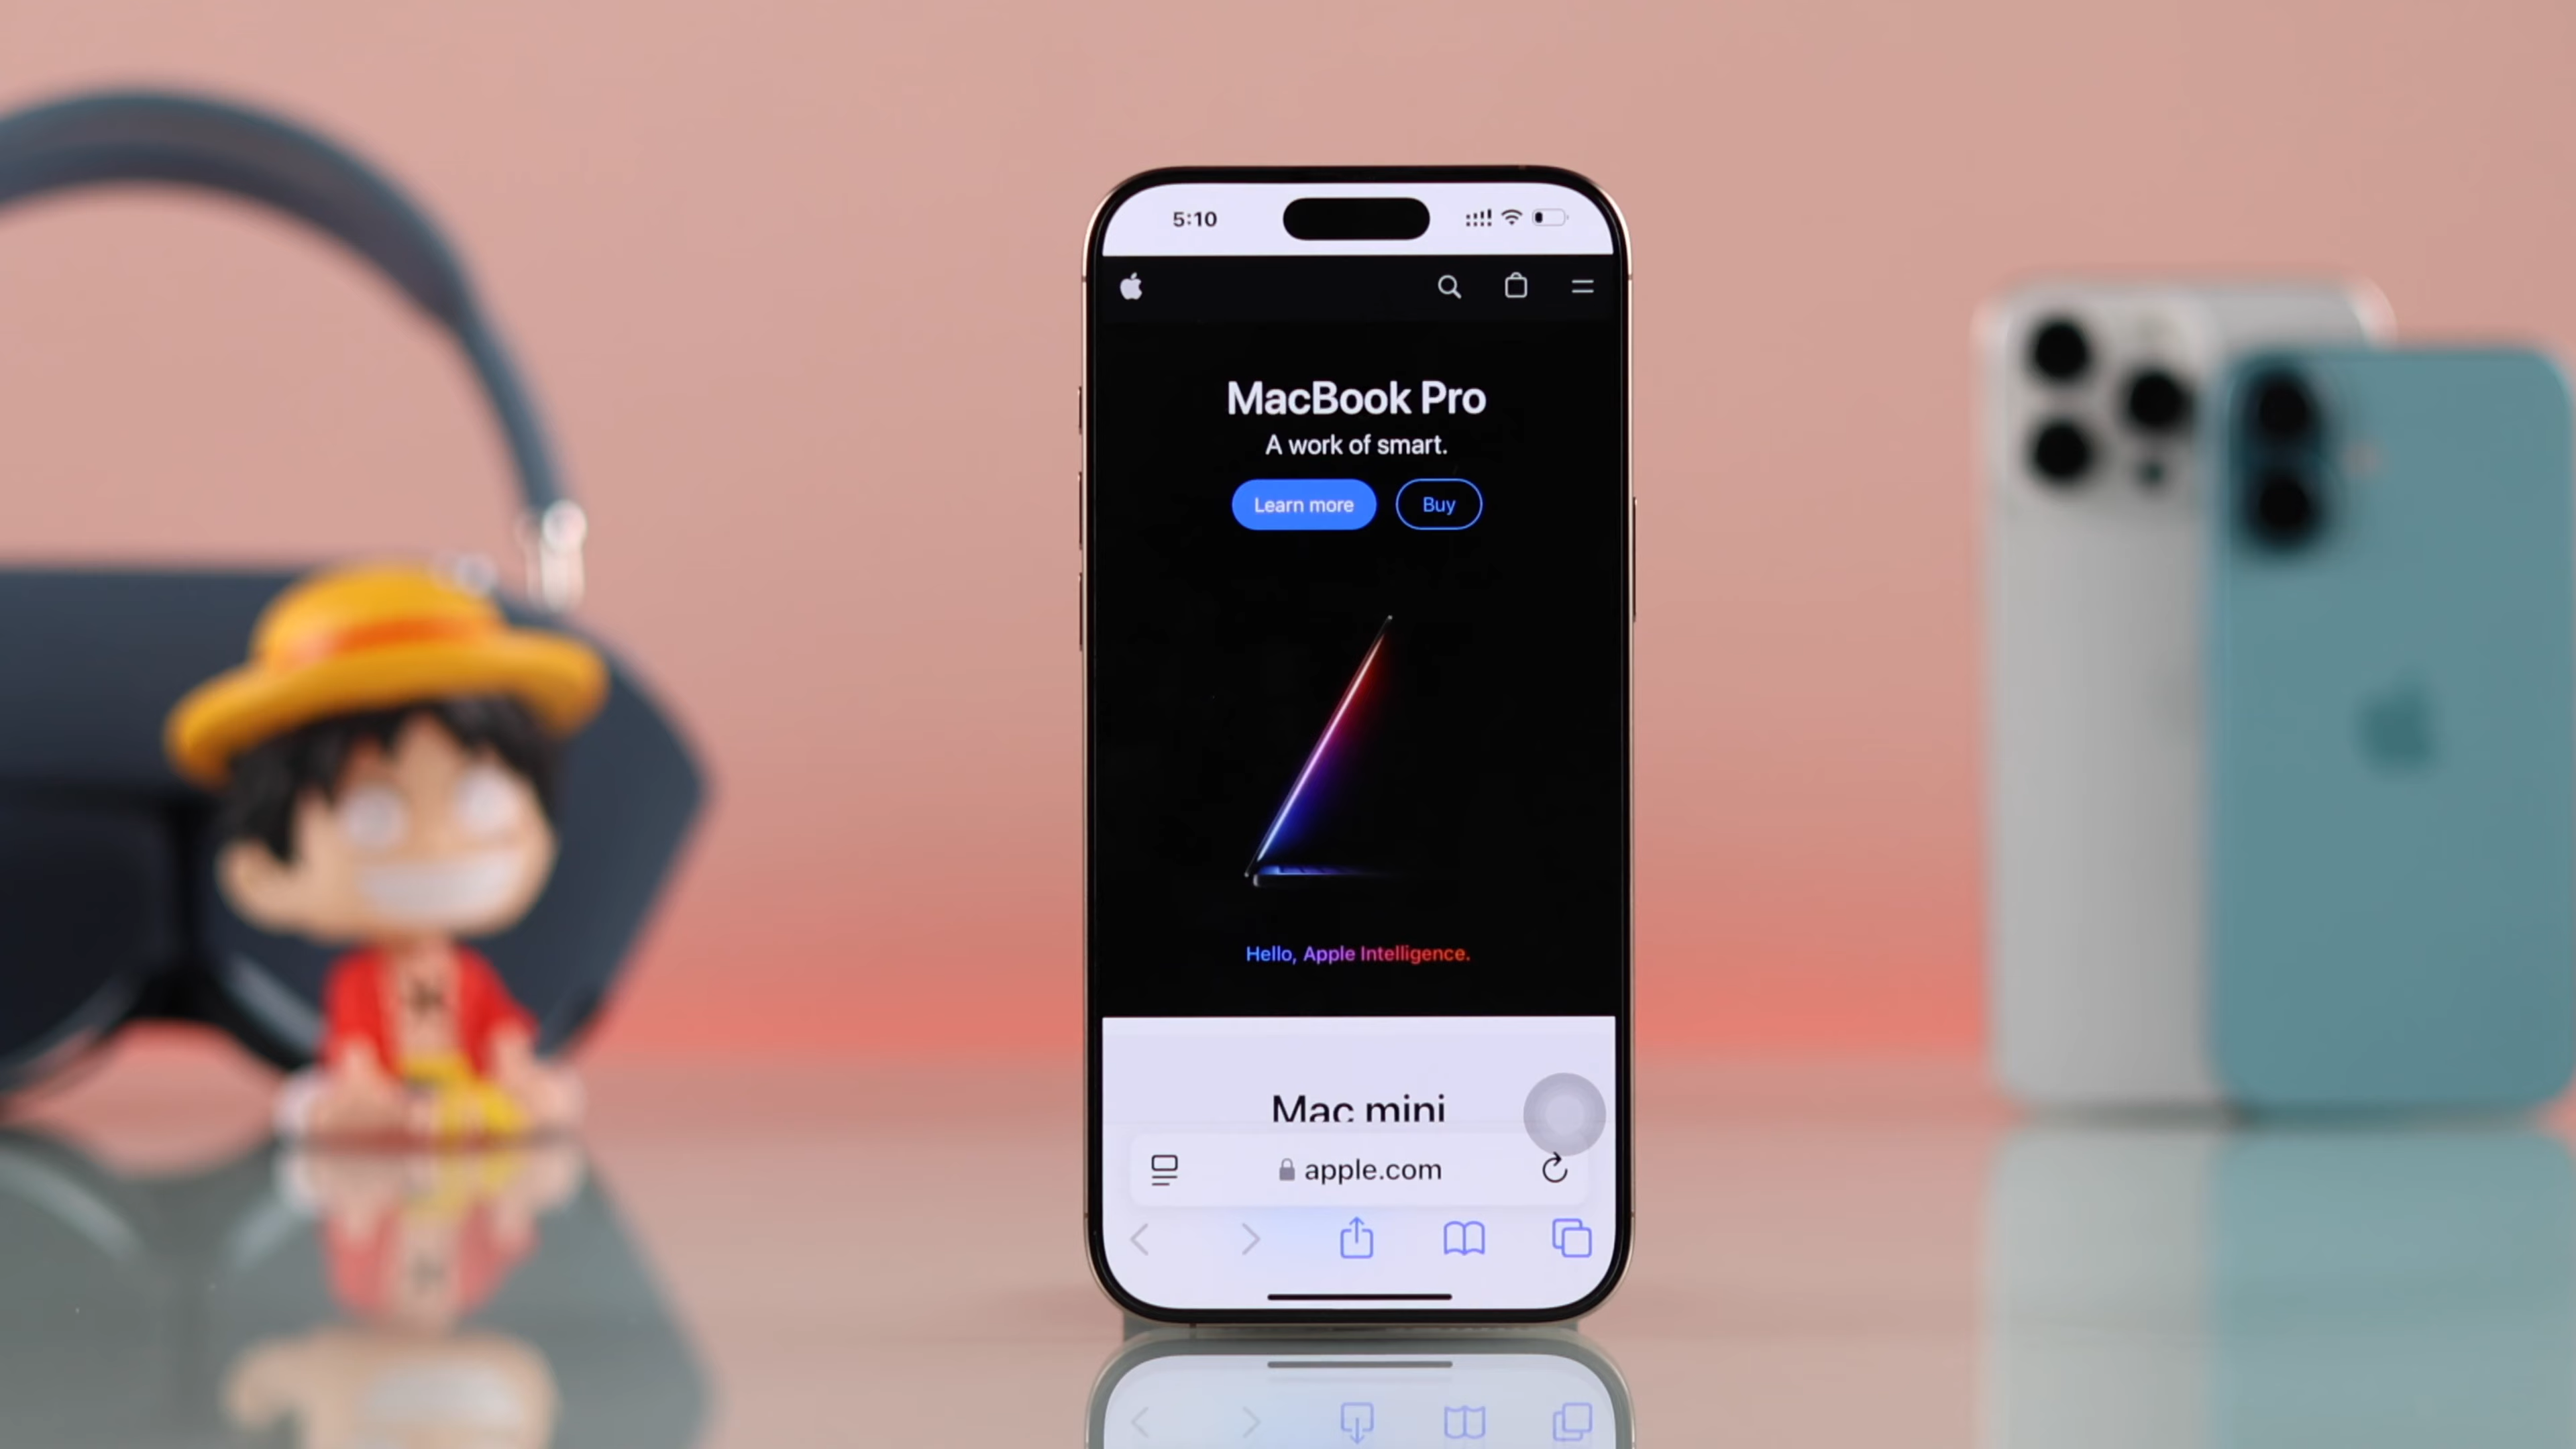 5:10
MacBook Pro
A work of smart.
Learn more
Buy
Hello, Apple Intelligence.
Mac mini
apple.com